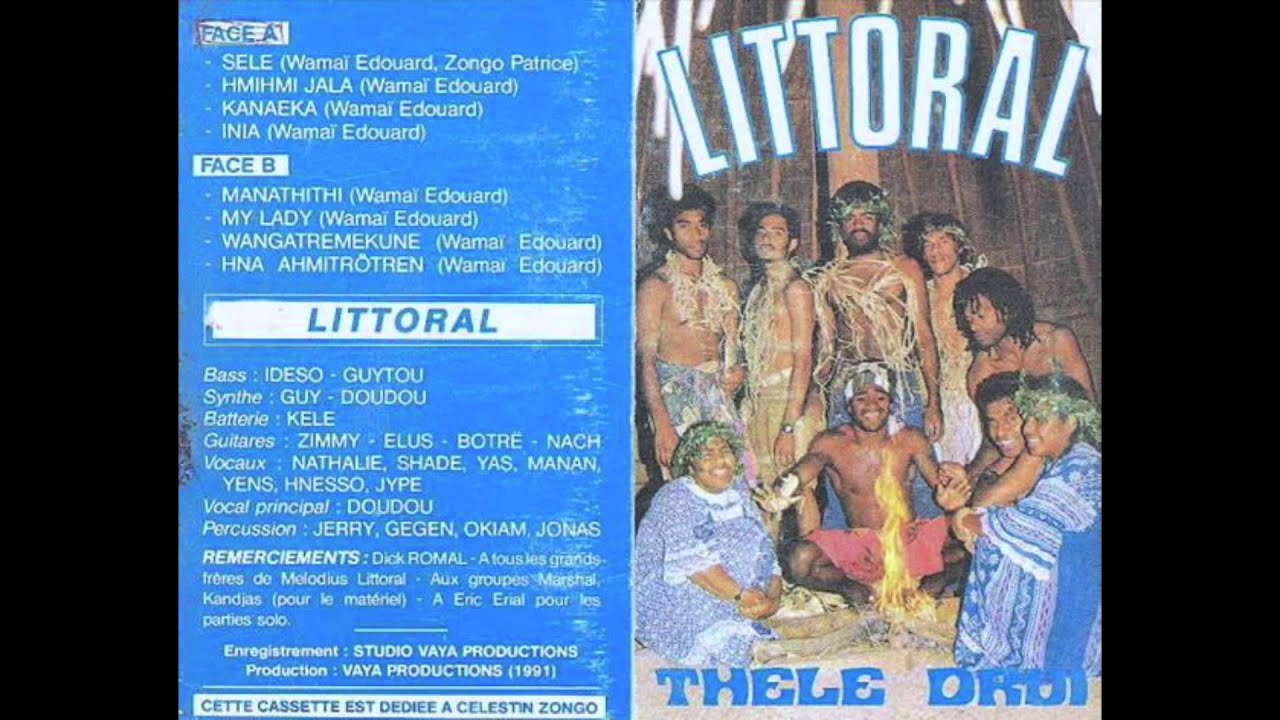 FACE A
- SELE (Wamaï Edouard, Zongo Patrice)
- HMIHMI JALA (Wamaï Edouard)
- KANAEKA (Wamaï Edouard)
- INIA (Wamaï Edouard)
FACE B
- MANATHITHI (Wamaï Edouard)
- MY LADY (Wamaï Edouard)
- WANGATREMEKUNE (Wamaï Edouard)
- HNA AHMITRÖTREN (Wamaï Edouard)
LITTORAL
Bass : IDESO - GUYTOU
Synthe : GUY - DOUDOU
Batterie : KELE
Guitares : ZIMMY - ELUS - BOTRË - NACH
Vocaux : NATHALIE, SHADE, YAS, MANAN,
YENS, HNESSO, JYPE
Vocal principal : DOUDOU
Percussion : JERRY, GEGEN, OKIAM, JONAS
REMERCIEMENTS : Dick ROMAL - A tous les grands
frères de Melodius Littoral - Aux groupes Marshal,
Kandjas (pour le matériel) - A Eric Erial pour les
parties solo.
Enregistrement : STUDIO VAYA PRODUCTIONS
Production : VAYA PRODUCTIONS (1991)
CETTE CASSETTE EST DEDIEE A CELESTIN ZONGO
LITTORAL
THELE DRUI